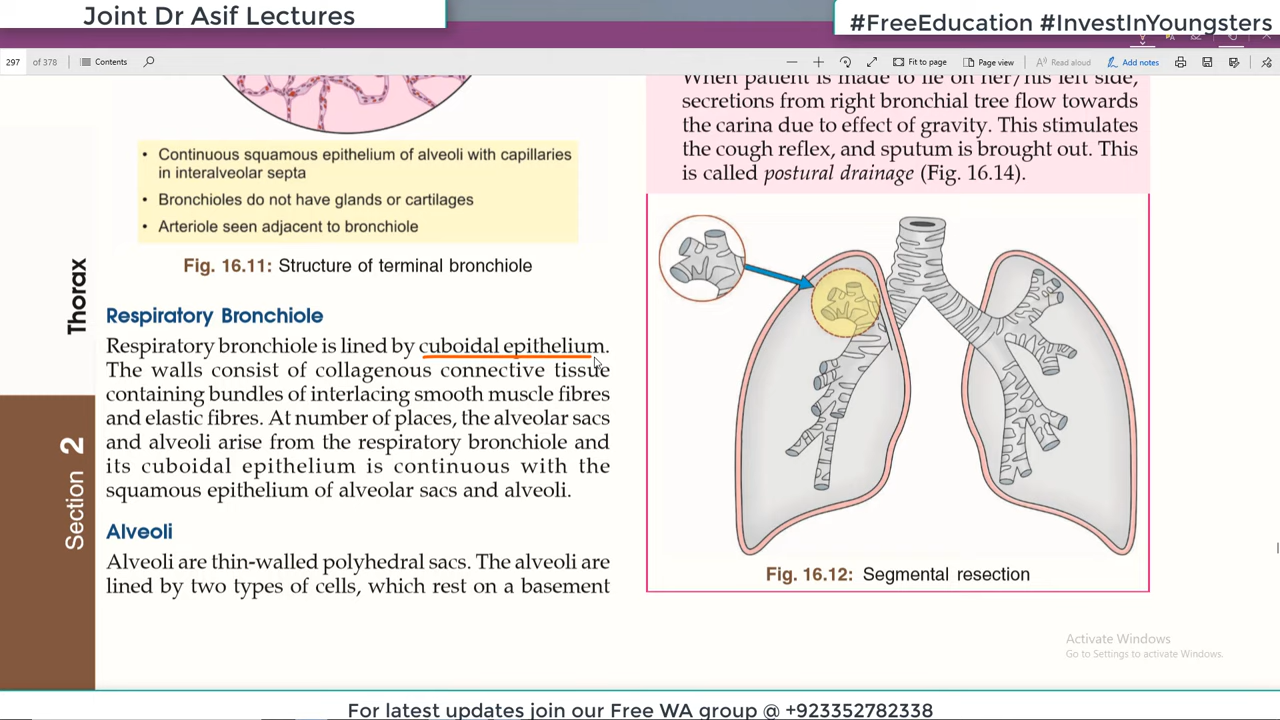 Joint Dr Asif Lectures
#FreeEducation #InvestInYoungsters
297 of 378
Contents
Fit to page
Page view
Read aloud
Add notes
• Continuous squamous epithelium of alveoli with capillaries
in interalveolar septa
• Bronchioles do not have glands or cartilages
• Arteriole seen adjacent to bronchiole
Fig. 16.11: Structure of terminal bronchiole
Thorax
Section 2
Respiratory Bronchiole
Respiratory bronchiole is lined by cuboidal epithelium.
The walls consist of collagenous connective tissue
containing bundles of interlacing smooth muscle fibres
and elastic fibres. At number of places, the alveolar sacs
and alveoli arise from the respiratory bronchiole and
its cuboidal epithelium is continuous with the
squamous epithelium of alveolar sacs and alveoli.
Alveoli
Alveoli are thin-walled polyhedral sacs. The alveoli are
lined by two types of cells, which rest on a basement
When patient is made to lie on her/his left side,
secretions from right bronchial tree flow towards
the carina due to effect of gravity. This stimulates
the cough reflex, and sputum is brought out. This
is called postural drainage (Fig. 16.14).
Fig. 16.12: Segmental resection
Activate Windows
Go to Settings to activate Windows.
For latest updates join our Free WA group @ +923352782338